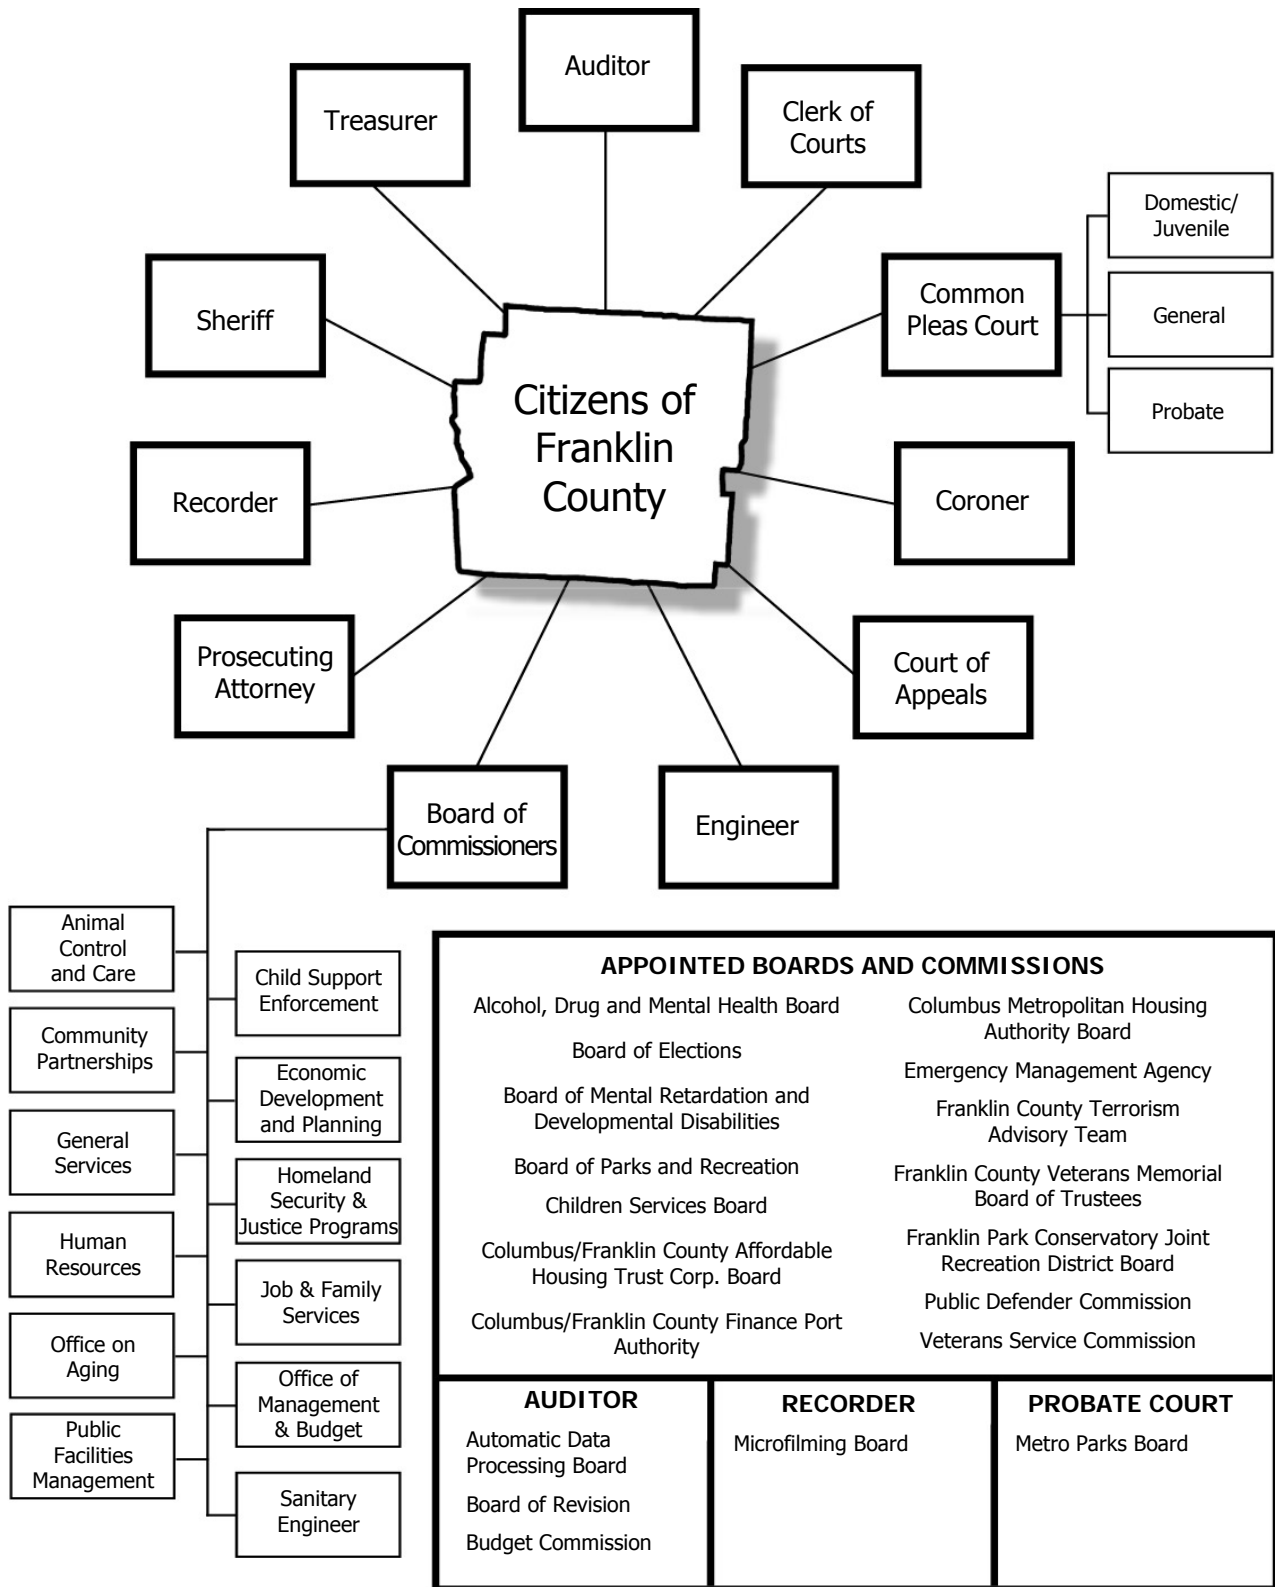 Auditor
Treasurer
Clerk of
Courts
Domestic/
Juvenile
Common
Pleas Court
General
Probate
Sheriff
Citizens of
Franklin
County
Recorder
Coroner
Prosecuting
Attorney
Court of
Appeals
Board of
Commissioners
Engineer
Animal
Control
and Care
Child Support
Enforcement
Community
Partnerships
Economic
Development
and Planning
General
Services
Homeland
Security &
Justice Programs
Human
Resources
Job & Family
Services
Office on
Aging
Office of
Management
& Budget
Public
Facilities
Management
Sanitary
Engineer
APPOINTED BOARDS AND COMMISSIONS
Alcohol, Drug and Mental Health Board
Board of Elections
Board of Mental Retardation and
Developmental Disabilities
Board of Parks and Recreation
Children Services Board
Columbus/Franklin County Affordable
Housing Trust Corp. Board
Columbus/Franklin County Finance Port
Authority
Columbus Metropolitan Housing
Authority Board
Emergency Management Agency
Franklin County Terrorism
Advisory Team
Franklin County Veterans Memorial
Board of Trustees
Franklin Park Conservatory Joint
Recreation District Board
Public Defender Commission
Veterans Service Commission
AUDITOR
Automatic Data
Processing Board
Board of Revision
Budget Commission
RECORDER
Microfilming Board
PROBATE COURT
Metro Parks Board